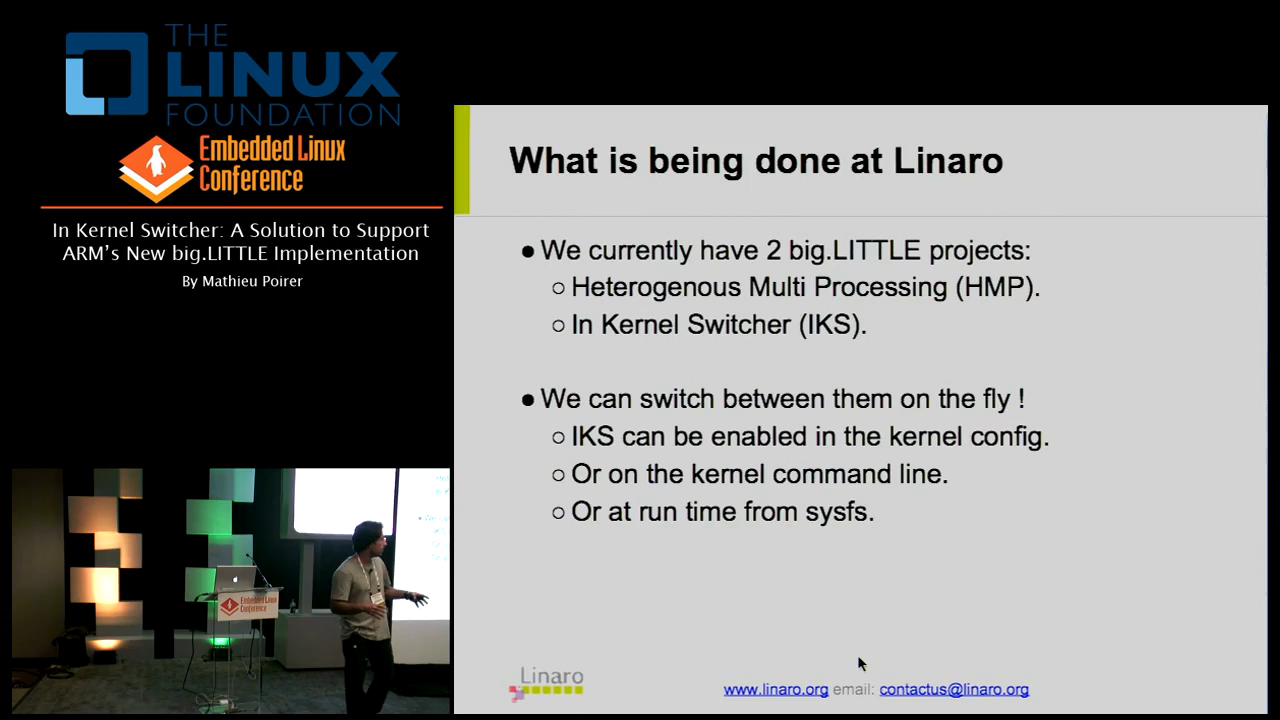 THE
LINUX
FOUNDATION
Embedded Linux
Conference
In Kernel Switcher: A Solution to Support
ARM's New big.LITTLE Implementation
By Mathieu Poirer
What is being done at Linaro
● We currently have 2 big.LITTLE projects:
○ Heterogenous Multi Processing (HMP).
○ In Kernel Switcher (IKS).
● We can switch between them on the fly !
○ IKS can be enabled in the kernel config.
○ Or on the kernel command line.
○ Or at run time from sysfs.
Embedded Linux
Conference
Linaro
www.linaro.org email: contactus@linaro.org